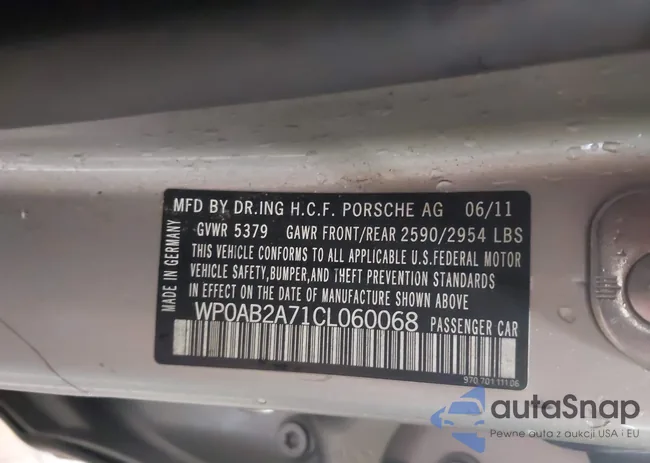 MFD BY DR.ING H.C.F. PORSCHE AG 06/11
GVWR 5379 GAWR FRONT/REAR 2590/2954 LBS
THIS VEHICLE CONFORMS TO ALL APPLICABLE U.S.FEDERAL MOTOR
VEHICLE SAFETY,BUMPER,AND THEFT PREVENTION STANDARDS
IN EFFECT ON THE DATE OF MANUFACTURE SHOWN ABOVE
WP0AB2A71CL060068 PASSENGER CAR
MADE IN GERMANY
970.701.111.06
autaSnap
Pewne auta z aukcji USA i EU